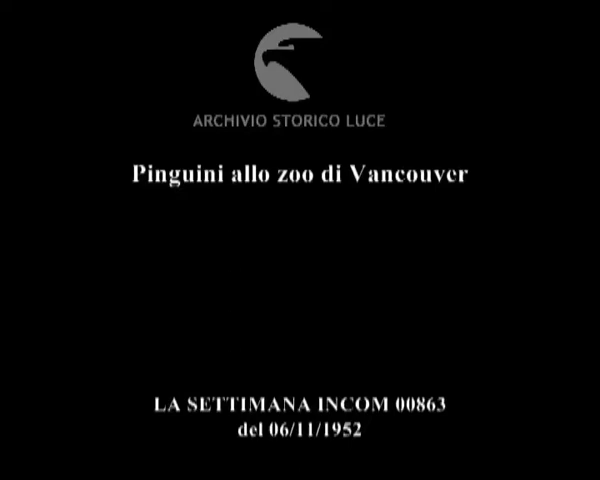 ARCHIVIO STORICO LUCE
Pinguini allo zoo di Vancouver
LA SETTIMANA INCOM 00863
del 06/11/1952